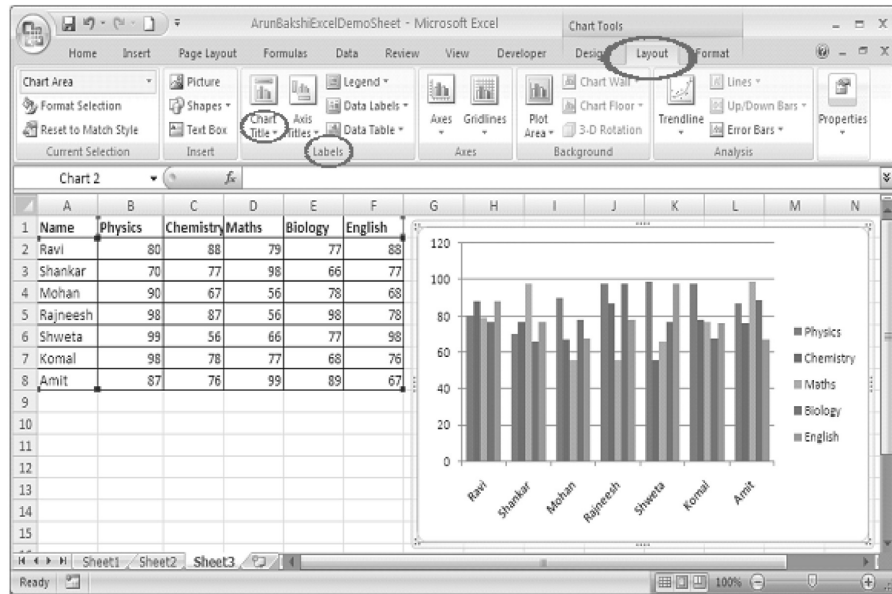 ArunBakshiExcelDemoSheet - Microsoft Excel Chart Tools
Home Insert Page Layout Formulas Data Review View Developer Design Layout Format
Chart Area Picture Legend Chart Wall Lines
Format Selection Shapes Chart Title Axis Titles Data Labels Axes Gridlines Plot Area Chart Floor Trendline Up/Down Bars Properties
Reset to Match Style Text Box Data Table 3-D Rotation Error Bars
Current Selection Insert Labels Axes Background Analysis
Chart 2 fx
A B C D E F G H I J K L M N
1 Name Physics Chemistry Maths Biology English
2 Ravi 80 88 79 77 88
3 Shankar 70 77 98 66 77
4 Mohan 90 67 56 78 68
5 Rajneesh 98 87 56 98 78
6 Shweta 99 56 66 77 98
7 Komal 98 78 77 68 76
8 Amit 87 76 99 89 67
9
10
11
12
13
14
15
120
100
80
60
40
20
0
Ravi Shankar Mohan Rajneesh Shweta Komal Amit
Physics
Chemistry
Maths
Biology
English
Sheet1 Sheet2 Sheet3
Ready 100%